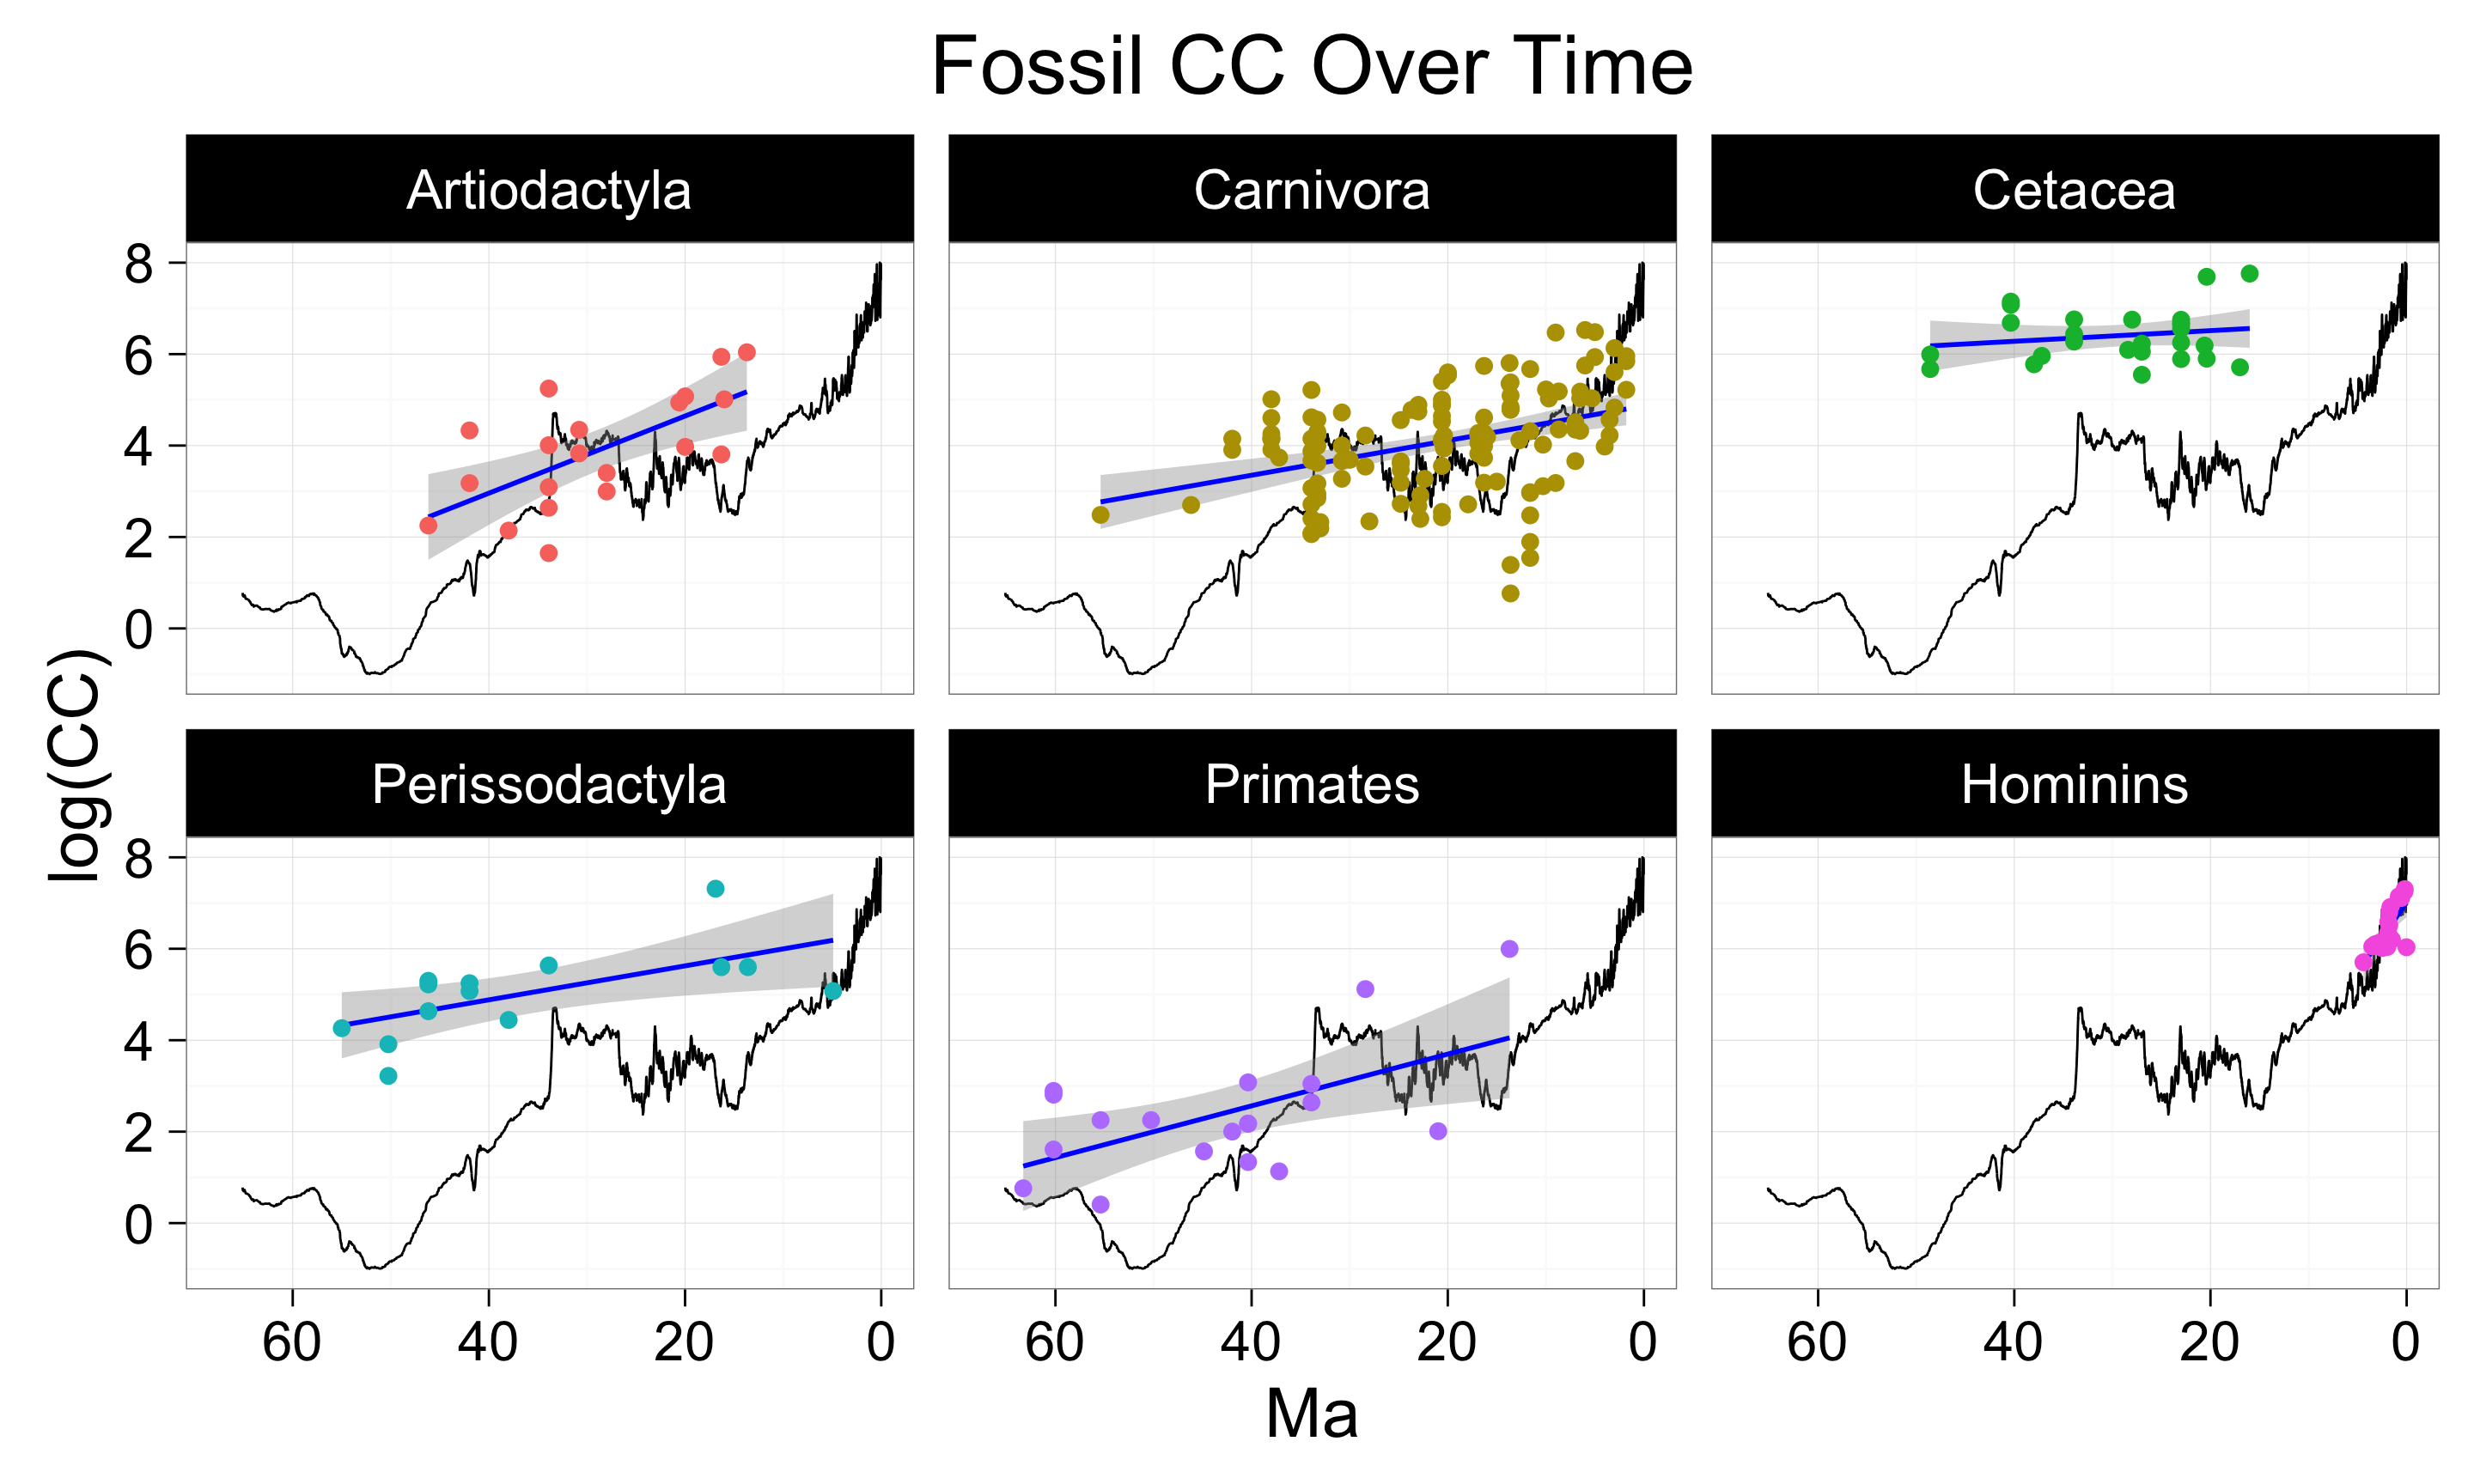 Fossil CC Over Time
Artiodactyla
Carnivora
Cetacea
8
6
4
2
0
log(CC)
Perissodactyla
Primates
Hominins
8
6
4
2
0
60 40 20 0
60 40 20 0
60 40 20 0
Ma